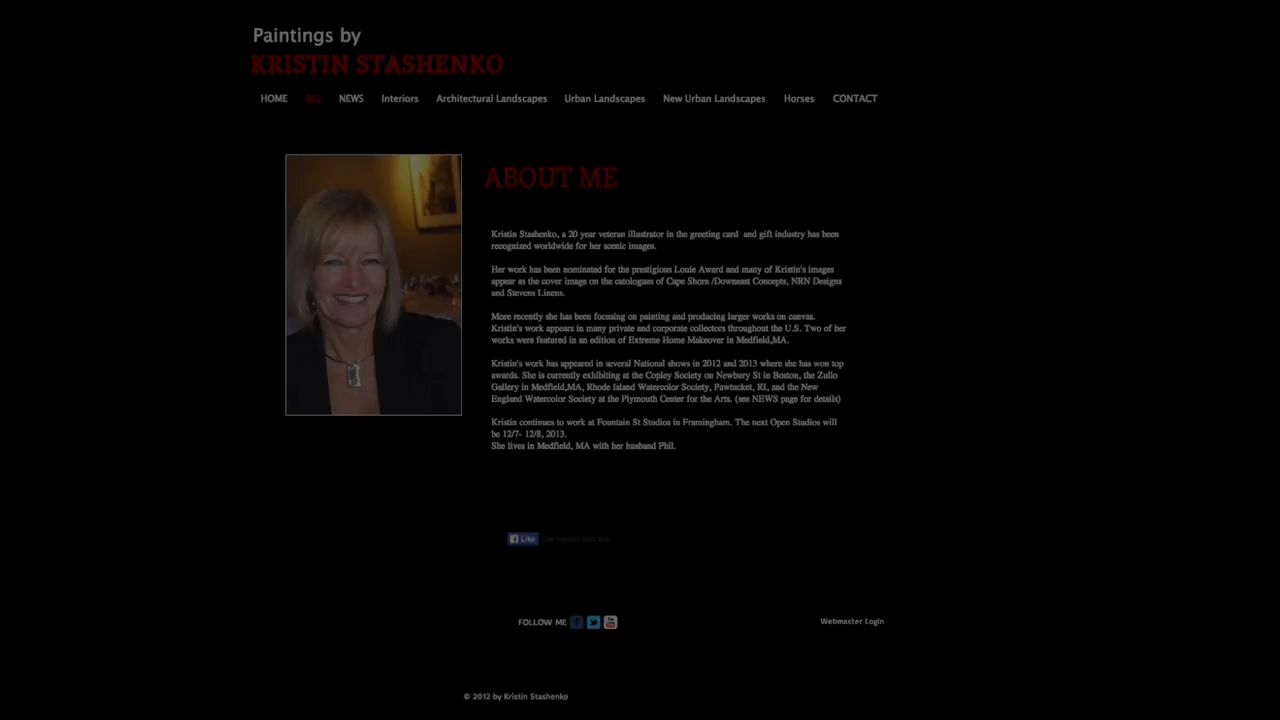 Paintings by
KRISTIN STASHENKO
HOME BIO NEWS Interiors Architectural Landscapes Urban Landscapes New Urban Landscapes Horses CONTACT
ABOUT ME
Kristin Stashenko, a 20 year veteran illustrator in the greeting card and gift industry has been
recognized worldwide for her scenic images.
Her work has been nominated for the prestigious Louie Award and many of Kristin's images
appear as the cover image on the catologues of Cape Shore /Downeast Concepts, NRN Designs
and Stevens Linens.
More recently she has been focusing on painting and producing larger works on canvas.
Kristin's work appears in many private and corporate collectors throughout the U.S. Two of her
works were featured in an edition of Extreme Home Makeover in Medfield,MA.
Kristin's work has appeared in several National shows in 2012 and 2013 where she has won top
awards. She is currently exhibiting at the Copley Society on Newbury St in Boston, the Zullo
Gallery in Medfield,MA, Rhode Island Watercolor Society, Pawtucket, RI, and the New
England Watercolor Society at the Plymouth Center for the Arts. (see NEWS page for details)
Kristin continues to work at Fountain St Studios in Framingham. The next Open Studios will
be 12/7- 12/8, 2013.
She lives in Medfield, MA with her husband Phil.
Like
FOLLOW ME
Webmaster Login
© 2012 by Kristin Stashenko